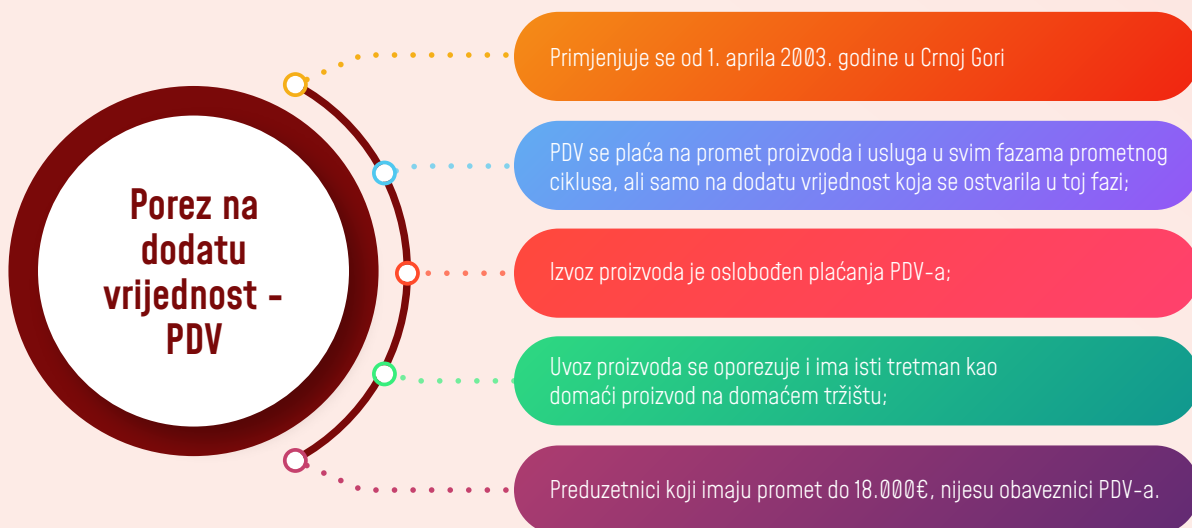 Porez na
dodatu
vrijednost -
PDV
Primjenjuje se od 1. aprila 2003. godine u Crnoj Gori
PDV se plaća na promet proizvoda i usluga u svim fazama prometnog
ciklusa, ali samo na dodatu vrijednost koja se ostvarila u toj fazi;
Izvoz proizvoda je oslobođen plaćanja PDV-a;
Uvoz proizvoda se oporezuje i ima isti tretman kao
domaći proizvod na domaćem tržištu;
Preduzetnici koji imaju promet do 18.000€, nijesu obaveznici PDV-a.